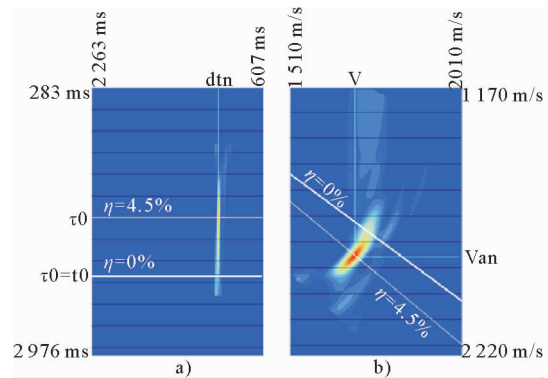 2 263 ms
607 ms
1 510 m/s
2010 m/s
dtn
V
283 ms
1 170 m/s
η=4.5%
η=0%
τ0
η=0%
Van
τ0=t0
η=4.5%
2 976 ms
2 220 m/s
a)
b)